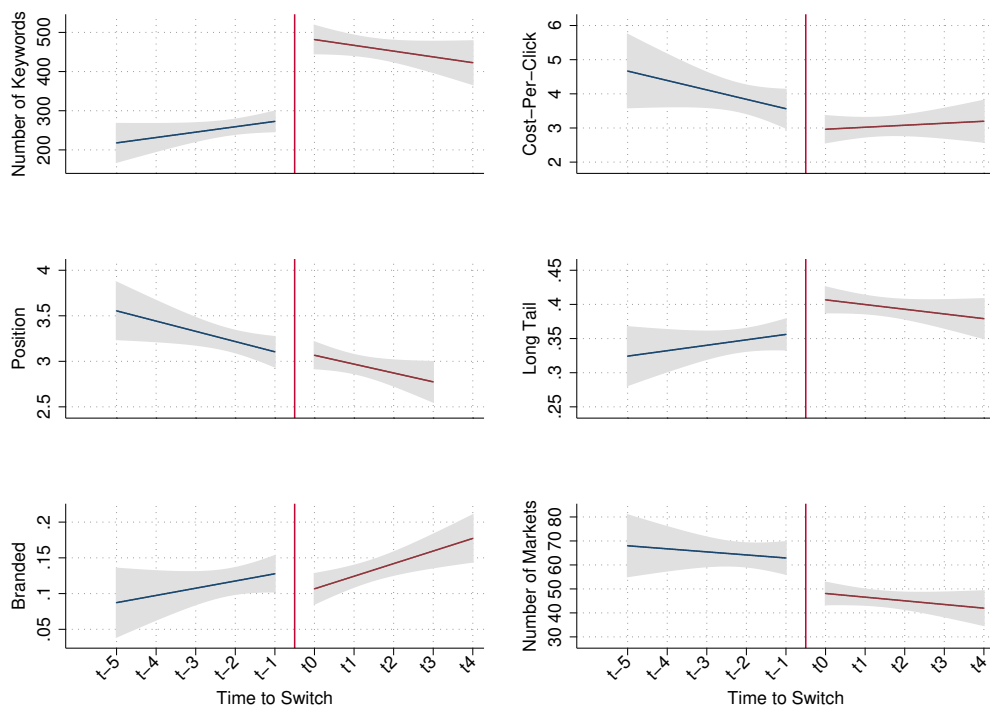 Number of Keywords
500
400
300
200
Cost-Per-Click
6
5
4
3
2
Position
4
3.5
3
2.5
Long Tail
.45
.4
.35
.3
.25
Branded
.2
.15
.1
.05
t-5
t-4
t-3
t-2
t-1
t0
t1
t2
t3
t4
Time to Switch
Number of Markets
80
70
60
50
40
30
t-5
t-4
t-3
t-2
t-1
t0
t1
t2
t3
t4
Time to Switch